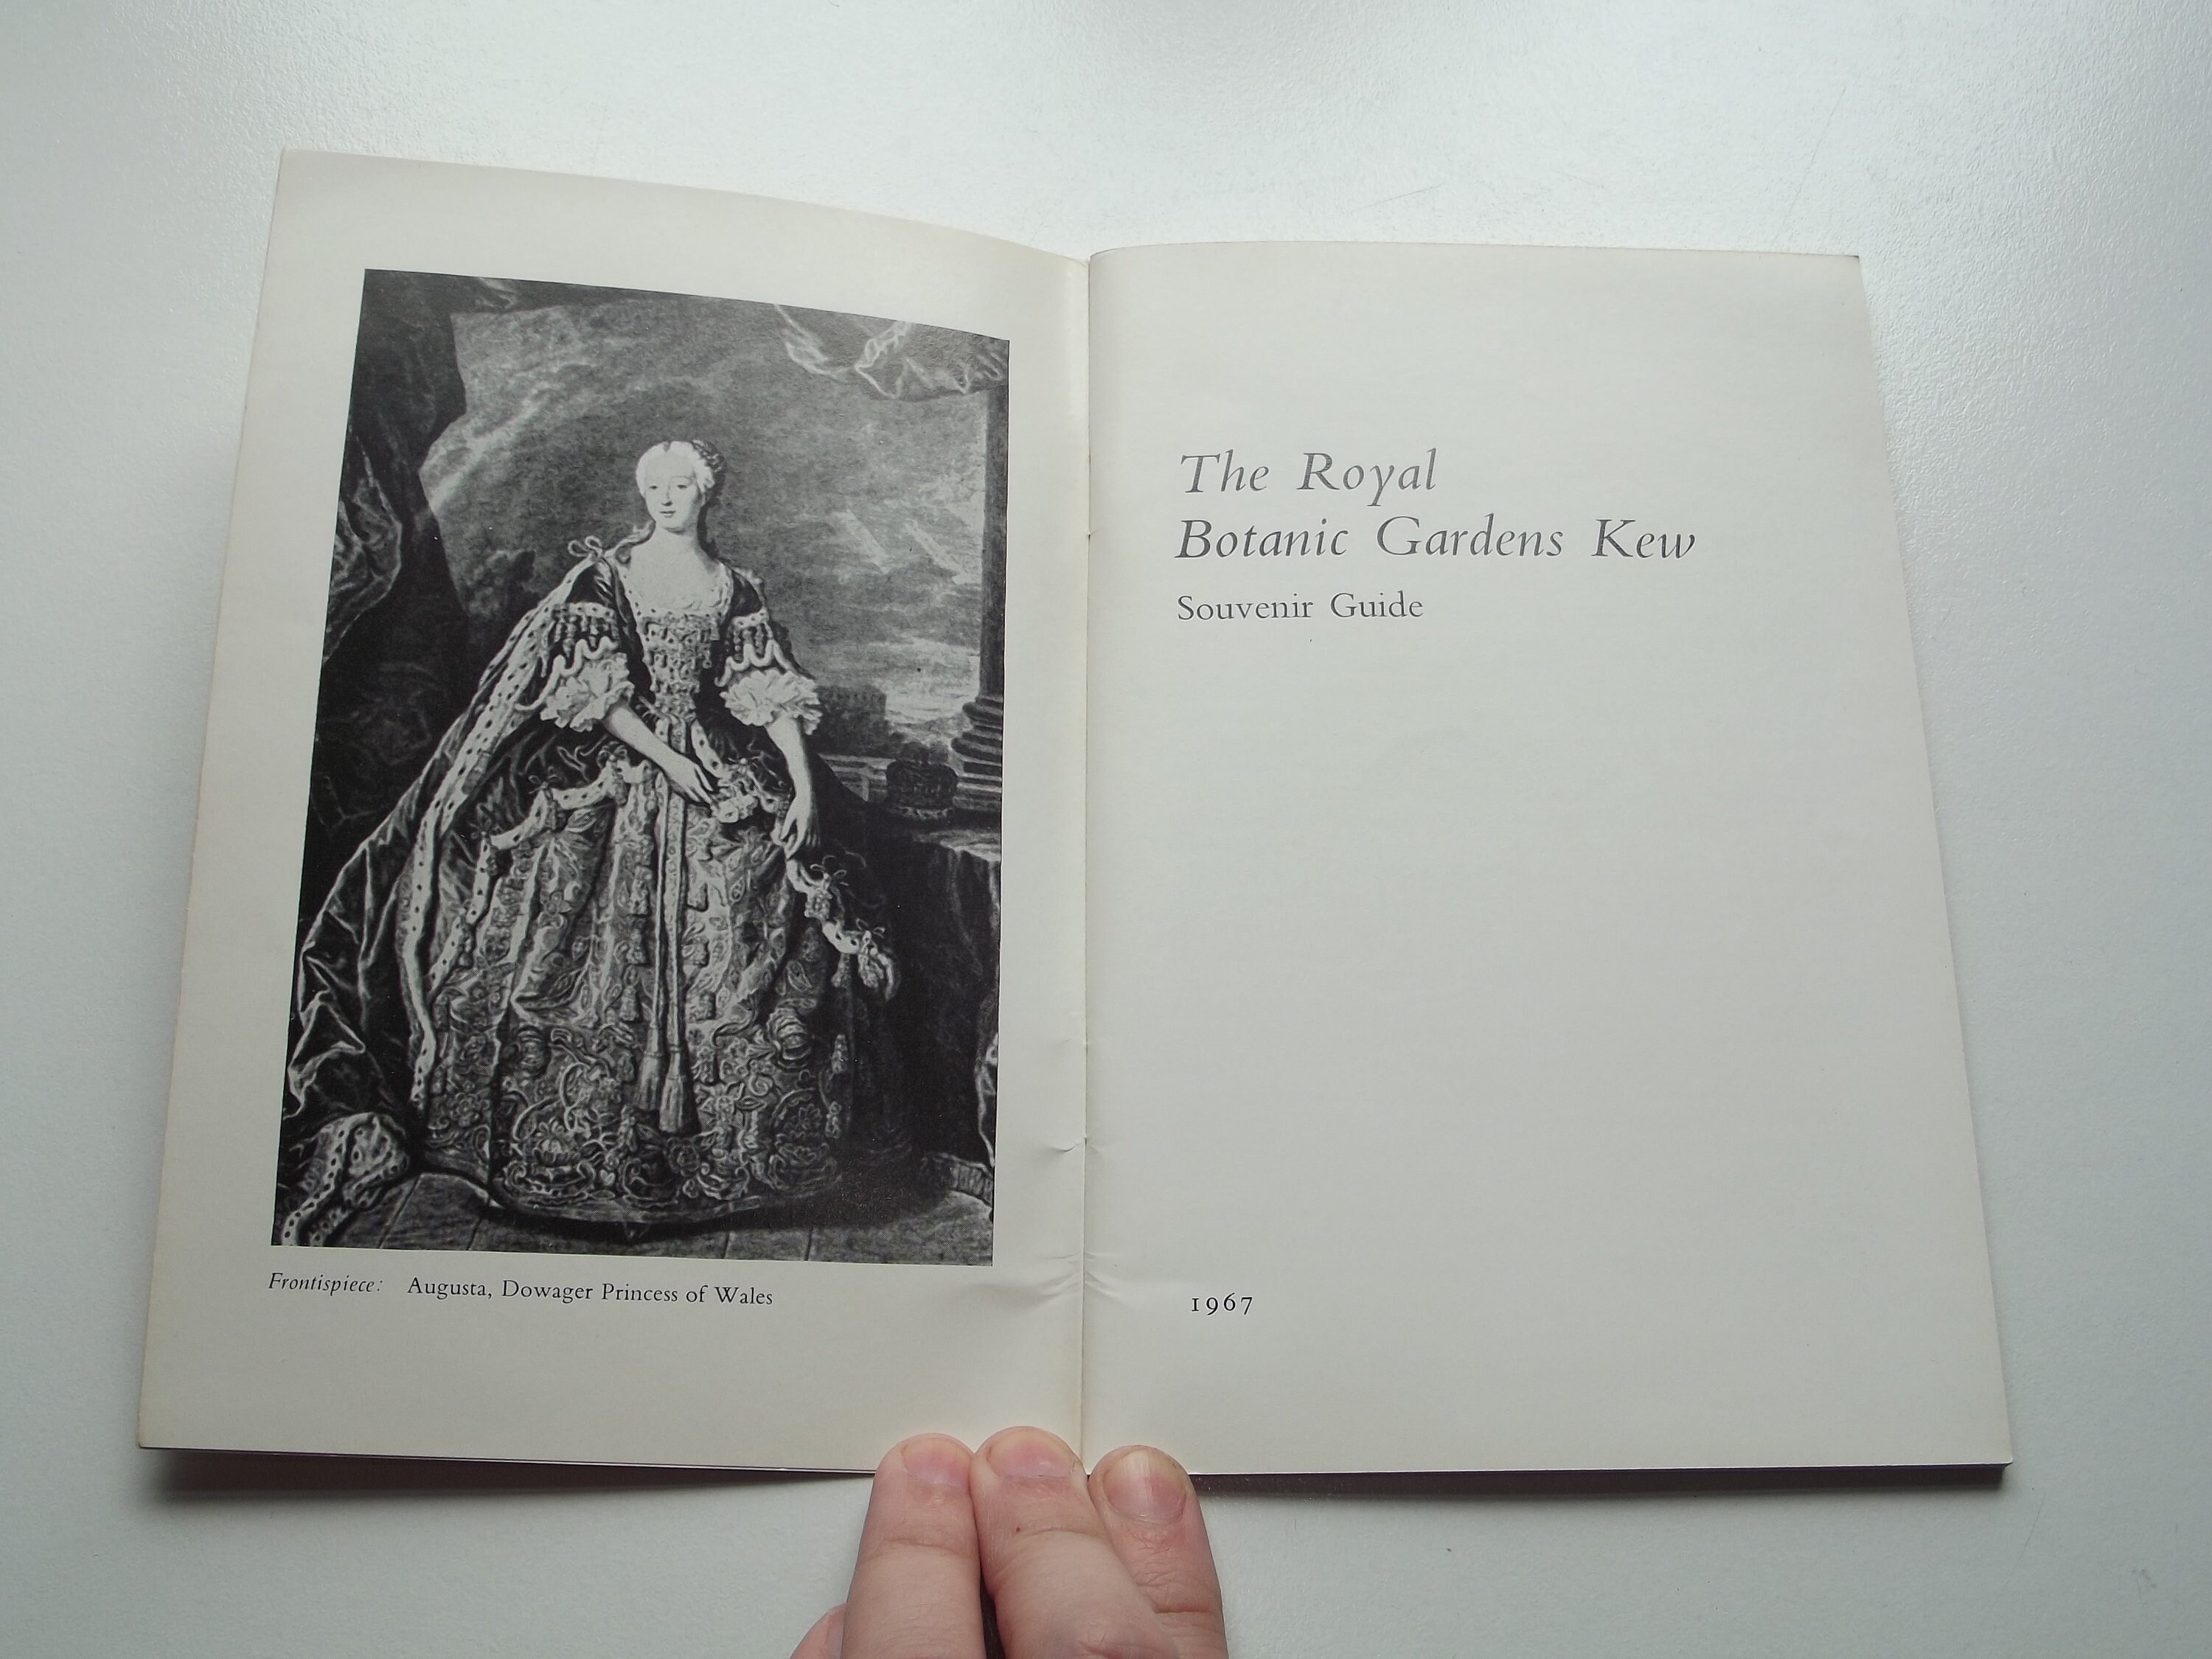 Frontispiece: Augusta, Dowager Princess of Wales
The Royal
Botanic Gardens Kew
Souvenir Guide
1967